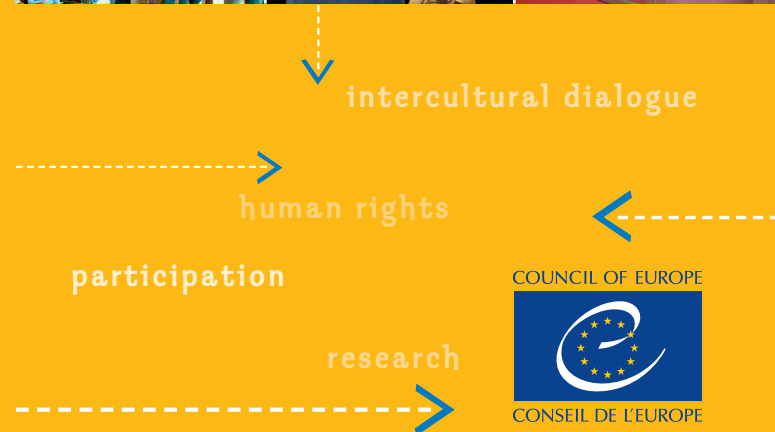 intercultural dialogue
human rights
participation
COUNCIL OF EUROPE
research
CONSEIL DE L'EUROPE